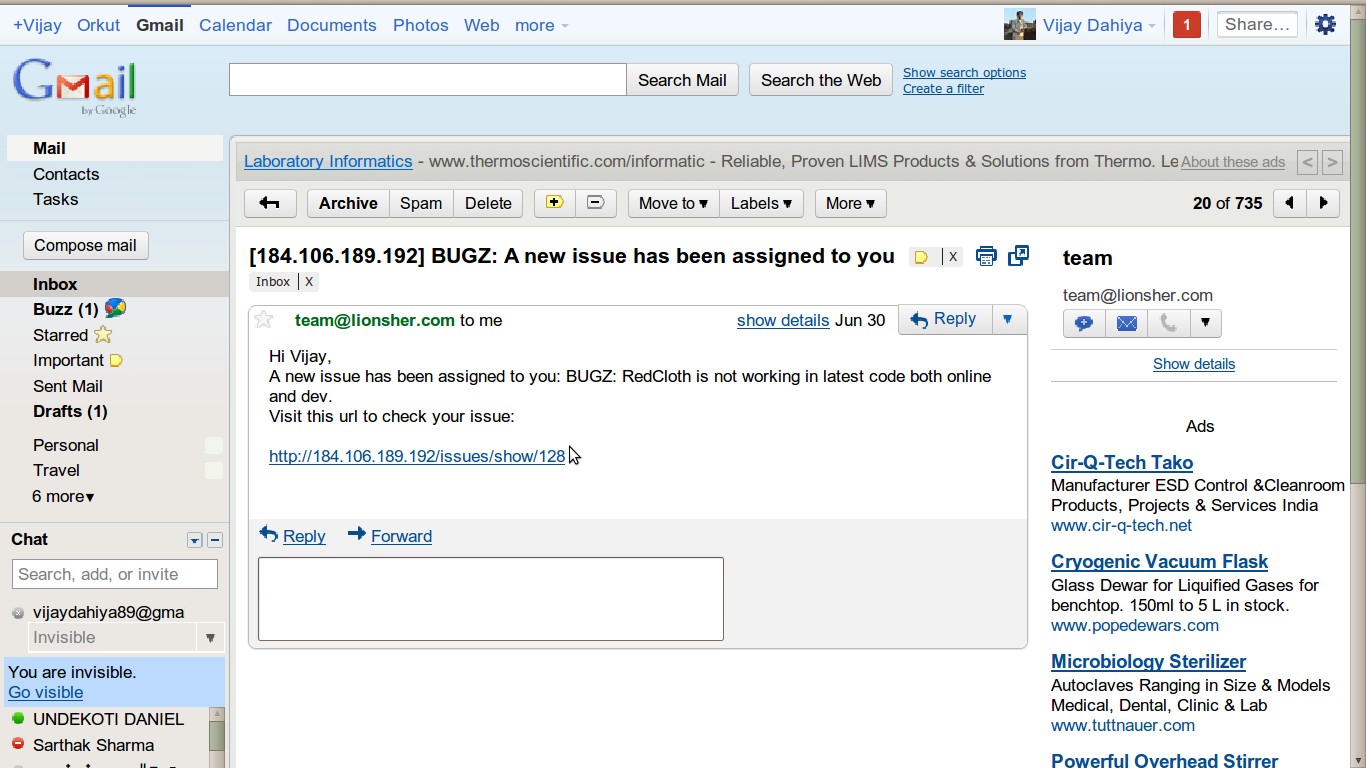 +Vijay Orkut Gmail Calendar Documents Photos Web more
Vijay Dahiya 1 Share…
Gmail
by Google
Search Mail Search the Web
Show search options
Create a filter
Mail
Contacts
Tasks
Compose mail
Inbox
Buzz (1)
Starred
Important
Sent Mail
Drafts (1)
Personal
Travel
6 more▾
Chat
Search, add, or invite
vijaydahiya89@gma
Invisible
You are invisible.
Go visible
UNDEKOTI DANIEL
Sarthak Sharma
Laboratory Informatics - www.thermoscientific.com/informatic - Reliable, Proven LIMS Products & Solutions from Thermo. Le About these ads < >
Archive Spam Delete Move to ▾ Labels ▾ More ▾ 20 of 735
[184.106.189.192] BUGZ: A new issue has been assigned to you X
Inbox X
team@lionsher.com to me show details Jun 30 Reply
Hi Vijay,
A new issue has been assigned to you: BUGZ: RedCloth is not working in latest code both online
and dev.
Visit this url to check your issue:
http://184.106.189.192/issues/show/128
Reply Forward
team
team@lionsher.com
Show details
Ads
Cir-Q-Tech Tako
Manufacturer ESD Control &Cleanroom
Products, Projects & Services India
www.cir-q-tech.net
Cryogenic Vacuum Flask
Glass Dewar for Liquified Gases for
benchtop. 150ml to 5 L in stock.
www.popedewars.com
Microbiology Sterilizer
Autoclaves Ranging in Size & Models
Medical, Dental, Clinic & Lab
www.tuttnauer.com
Powerful Overhead Stirrer